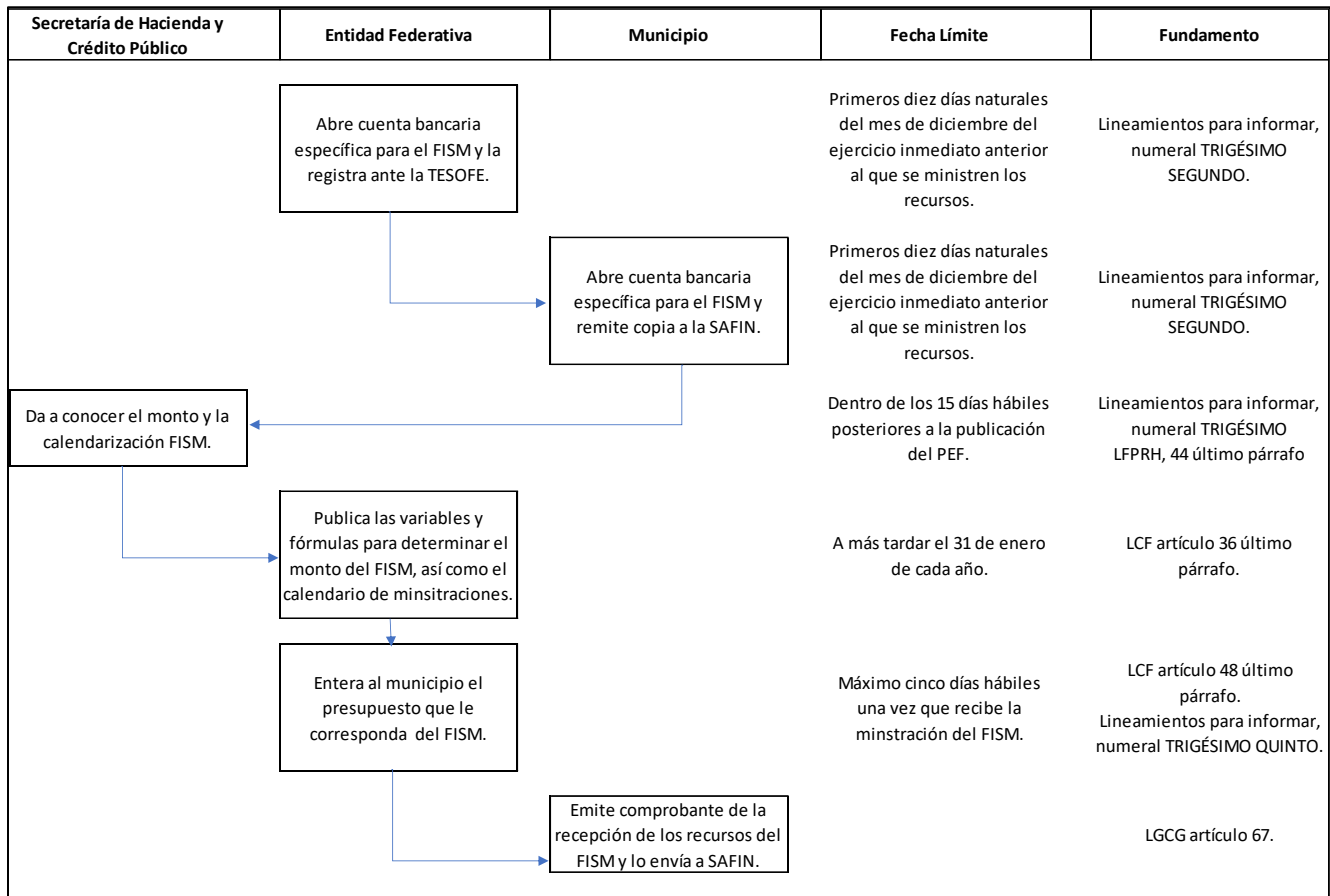 Secretaría de Hacienda y
Crédito Público
Entidad Federativa
Municipio
Fecha Límite
Fundamento
Abre cuenta bancaria
específica para el FISM y la
registra ante la TESOFE.
Primeros diez días naturales
del mes de diciembre del
ejercicio inmediato anterior
al que se ministren los
recursos.
Lineamientos para informar,
numeral TRIGÉSIMO
SEGUNDO.
Abre cuenta bancaria
específica para el FISM y
remite copia a la SAFIN.
Primeros diez días naturales
del mes de diciembre del
ejercicio inmediato anterior
al que se ministren los
recursos.
Lineamientos para informar,
numeral TRIGÉSIMO
SEGUNDO.
Da a conocer el monto y la
calendarización FISM.
Dentro de los 15 días hábiles
posteriores a la publicación
del PEF.
Lineamientos para informar,
numeral TRIGÉSIMO
LFPRH, 44 último párrafo
Publica las variables y
fórmulas para determinar el
monto del FISM, así como el
calendario de minsitraciones.
A más tardar el 31 de enero
de cada año.
LCF artículo 36 último
párrafo.
Entera al municipio el
presupuesto que le
corresponda del FISM.
Máximo cinco días hábiles
una vez que recibe la
minstración del FISM.
LCF artículo 48 último
párrafo.
Lineamientos para informar,
numeral TRIGÉSIMO QUINTO.
Emite comprobante de la
recepción de los recursos del
FISM y lo envía a SAFIN.
LGCG artículo 67.